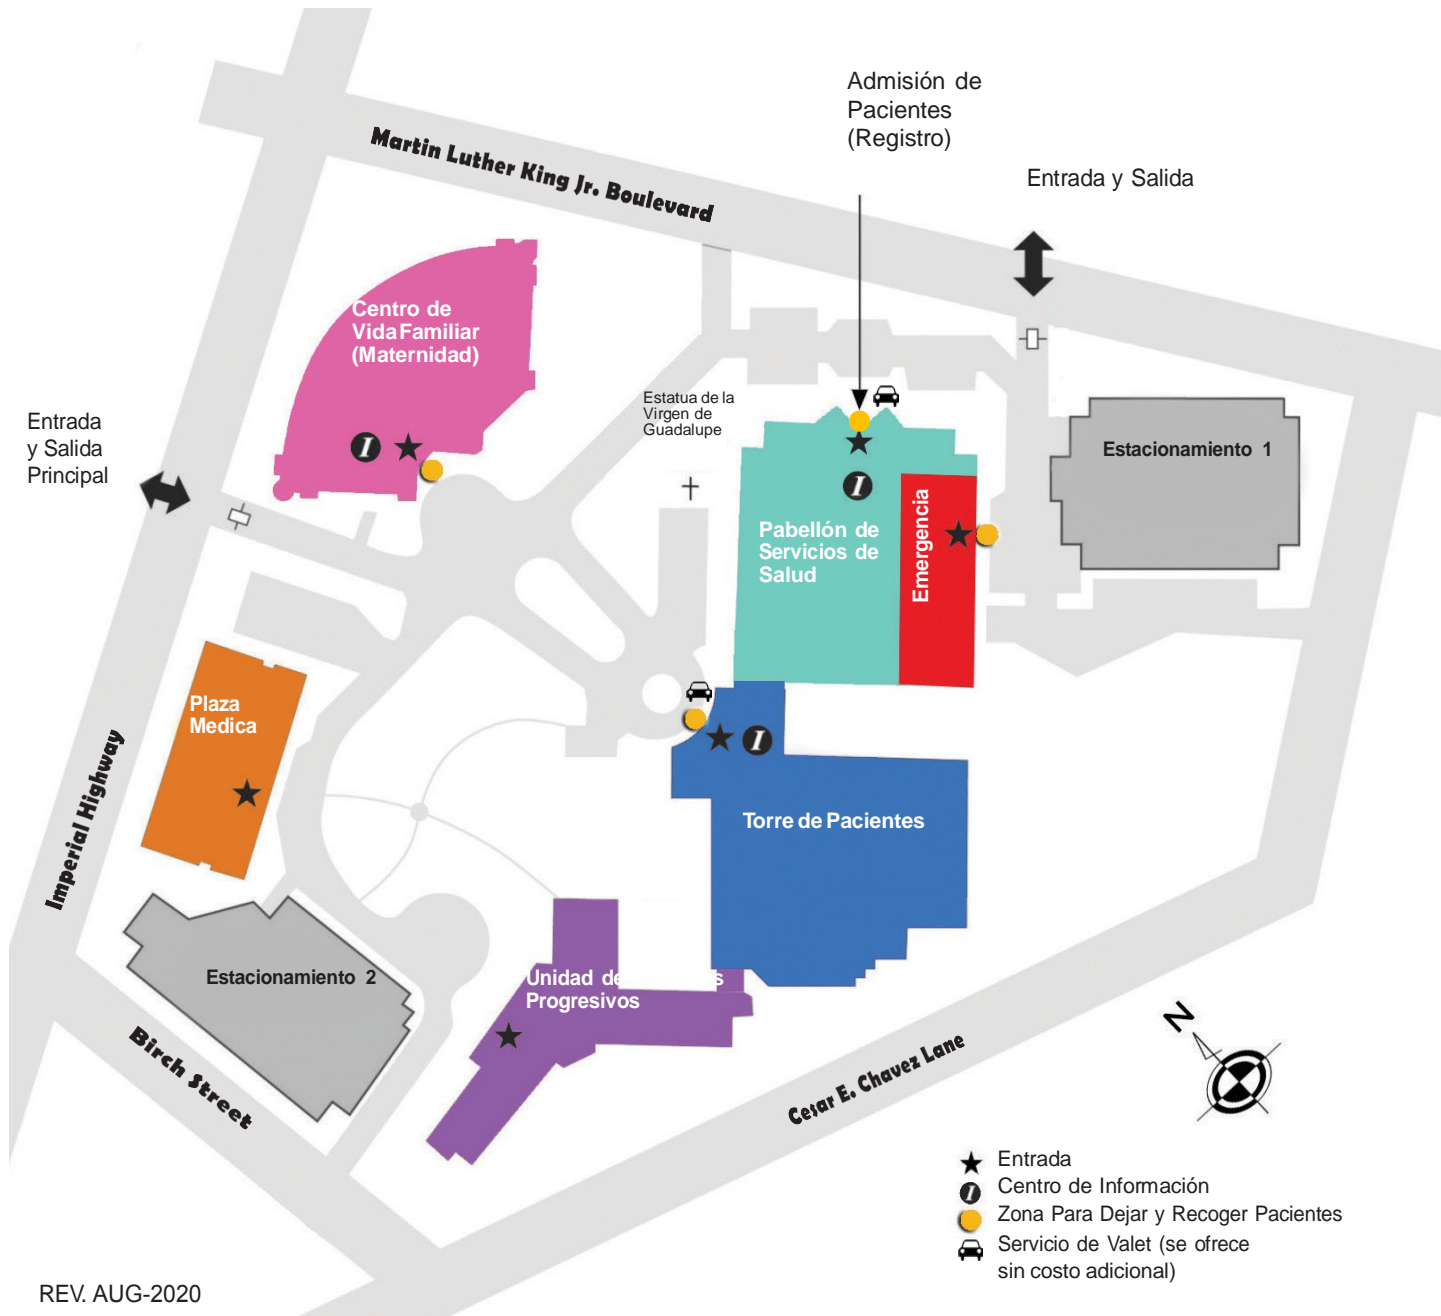 Martin Luther King Jr. Boulevard
Admisión de
Pacientes
(Registro)
Entrada y Salida
Centro de
Vida Familiar
(Maternidad)
I
Estatua de la
Virgen de
Guadalupe
Entrada
y Salida
Principal
Estacionamiento 1
I
Pabellón de
Servicios de
Salud
Emergencia
Plaza
Medica
I
Torre de Pacientes
Imperial Highway
Estacionamiento 2
Unidad de s
Progresivos
Birch Street
Cesar E. Chavez Lane
N
Entrada
I Centro de Información
Zona Para Dejar y Recoger Pacientes
Servicio de Valet (se ofrece
sin costo adicional)
REV. AUG-2020